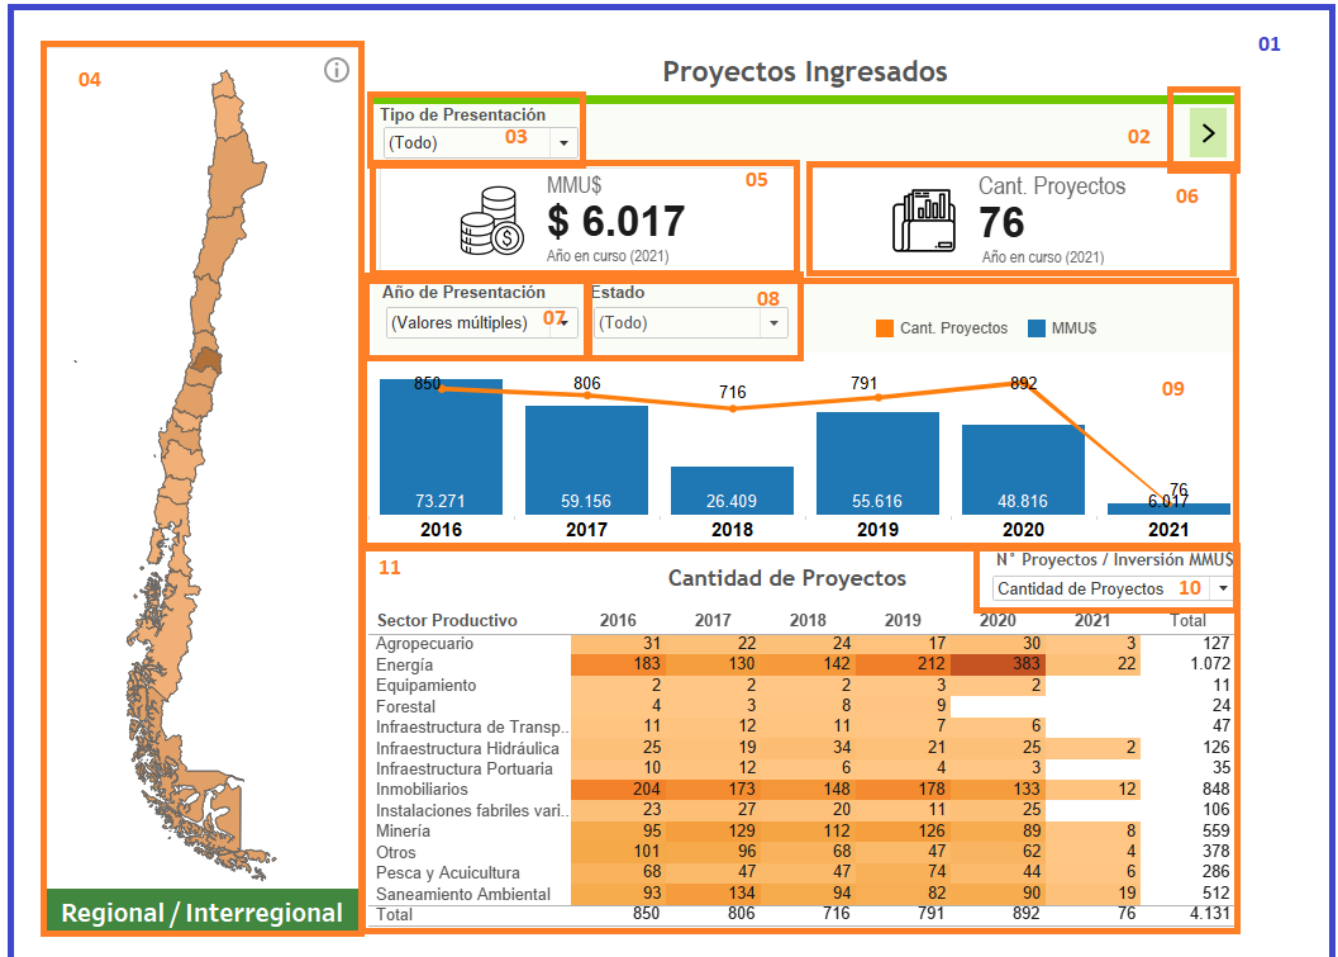 01
04
Proyectos Ingresados
Tipo de Presentación
(Todo)
03
02
>
MMU$
$ 6.017
Año en curso (2021)
05
Cant. Proyectos
76
Año en curso (2021)
06
Año de Presentación
(Valores múltiples)
07
Estado
(Todo)
08
Cant. Proyectos MMU$
09
850 806 716 791 892 76
73.271 59.156 26.409 55.616 48.816 6.017
2016 2017 2018 2019 2020 2021
11
Cantidad de Proyectos
N° Proyectos / Inversión MMU$
Cantidad de Proyectos
10
Sector Productivo 2016 2017 2018 2019 2020 2021 Total
Agropecuario 31 22 24 17 30 3 127
Energía 183 130 142 212 383 22 1.072
Equipamiento 2 2 2 3 2 11
Forestal 4 3 8 9 24
Infraestructura de Transp.. 11 12 11 7 6 47
Infraestructura Hidráulica 25 19 34 21 25 2 126
Infraestructura Portuaria 10 12 6 4 3 35
Inmobiliarios 204 173 148 178 133 12 848
Instalaciones fabriles vari.. 23 27 20 11 25 106
Minería 95 129 112 126 89 8 559
Otros 101 96 68 47 62 4 378
Pesca y Acuicultura 68 47 47 74 44 6 286
Saneamiento Ambiental 93 134 94 82 90 19 512
Total 850 806 716 791 892 76 4.131
Regional / Interregional